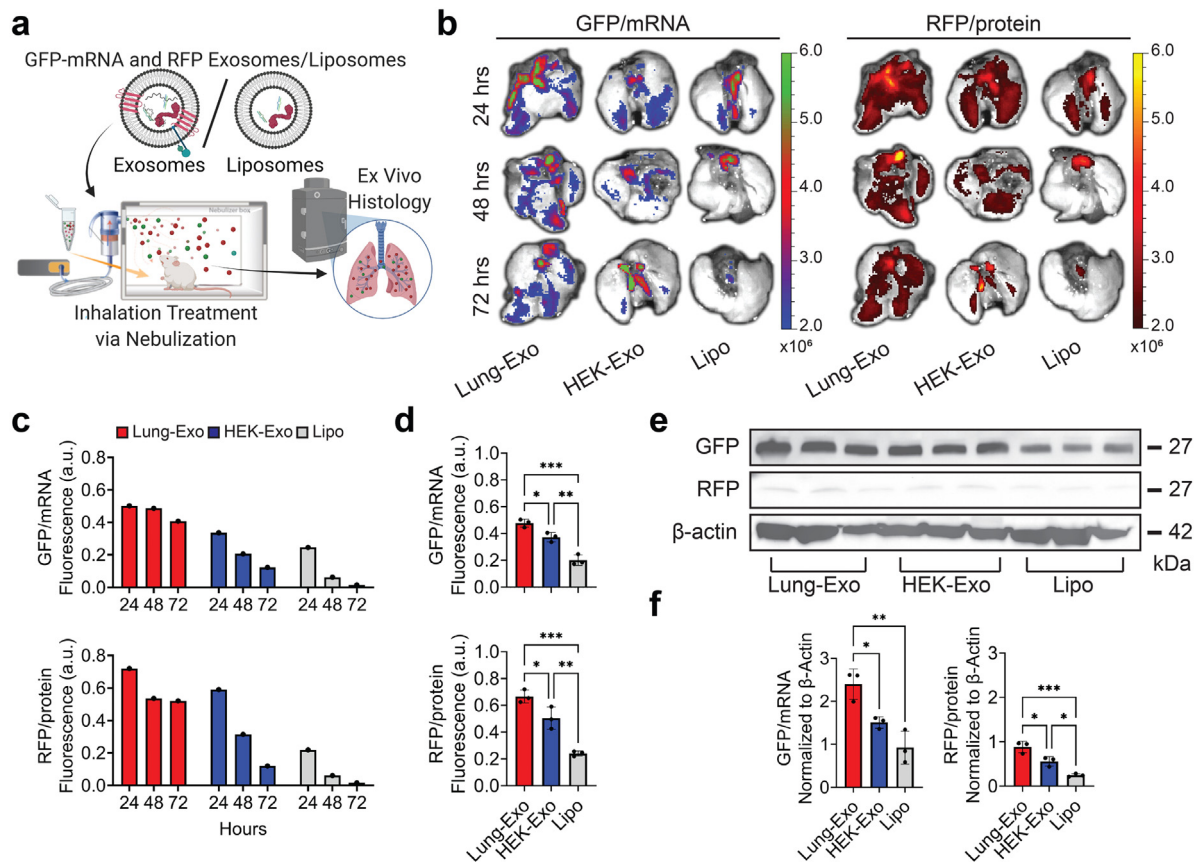 a
GFP-mRNA and RFP Exosomes/Liposomes
Exosomes
Liposomes
Nebulizer box
Ex Vivo
Histology
Inhalation Treatment
via Nebulization
b
GFP/mRNA
RFP/protein
24 hrs
48 hrs
72 hrs
6.0
5.0
4.0
3.0
2.0
x10⁶
6.0
5.0
4.0
3.0
2.0
x10⁶
Lung-Exo
HEK-Exo
Lipo
Lung-Exo
HEK-Exo
Lipo
c
Lung-Exo
HEK-Exo
Lipo
GFP/mRNA
Fluorescence (a.u.)
0.8
0.6
0.4
0.2
0.0
24 48 72
24 48 72
24 48 72
RFP/protein
Fluorescence (a.u.)
0.8
0.6
0.4
0.2
0.0
24 48 72
24 48 72
24 48 72
Hours
d
GFP/mRNA
Fluorescence (a.u.)
1.0
0.8
0.6
0.4
0.2
0.0
***
* **
RFP/protein
Fluorescence (a.u.)
1.0
0.8
0.6
0.4
0.2
0.0
***
* **
Lung-Exo
HEK-Exo
Lipo
e
GFP
27
RFP
27
β-actin
42
kDa
Lung-Exo
HEK-Exo
Lipo
f
GFP/mRNA
Normalized to β-Actin
3
2
1
0
**
*
Lung-Exo
HEK-Exo
Lipo
RFP/protein
Normalized to β-Actin
3
2
1
0
***
* *
Lung-Exo
HEK-Exo
Lipo